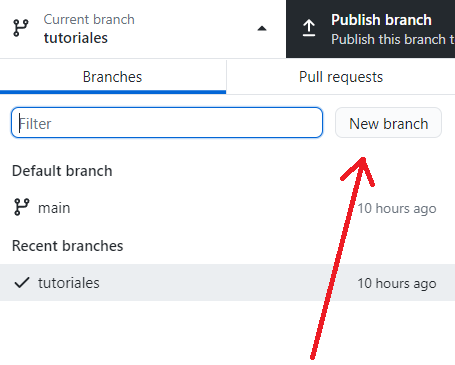 Current branch
tutoriales
Publish branch
Publish this branch t
Branches
Pull requests
Filter
New branch
Default branch
main
10 hours ago
Recent branches
tutoriales
10 hours ago